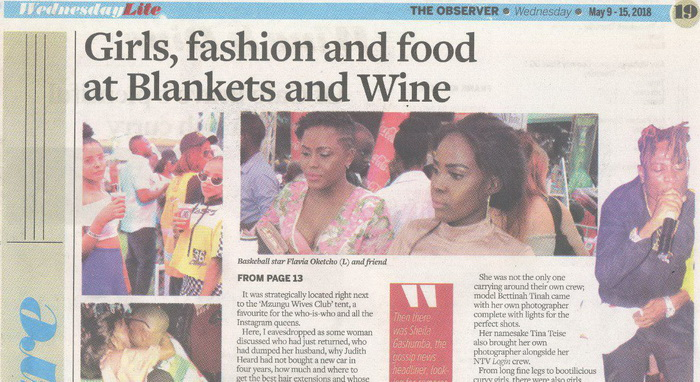 WednesdayLite
THE OBSERVER ● Wednesday ● May 9 - 15, 2018
19
Girls, fashion and food
at Blankets and Wine
Baskeball star Flavia Oketcho (L) and friend
FROM PAGE 13
It was strategically located right next
to the ‘Mzungu Wives Club’ tent, a
favourite for the who-is-who and all the
Instagram queens.
Here, I eavesdropped as some woman
discussed who had just returned, who
had dumped her husband, why Judith
Heard had not bought a new car in
four years, how much and where to
get the best hair extensions and whose
Then there
was Sheila
Gashumba, the
gossip news
headliner, look-
She was not the only one
carrying around their own crew;
model Bettinah Tinah came
with her own photographer
complete with lights for the
perfect shots.
Her namesake Tina Teise
also brought her own
photographer alongside her
NTV Login crew.
From long fine legs to bootilicious
curvy girls, there were also girls